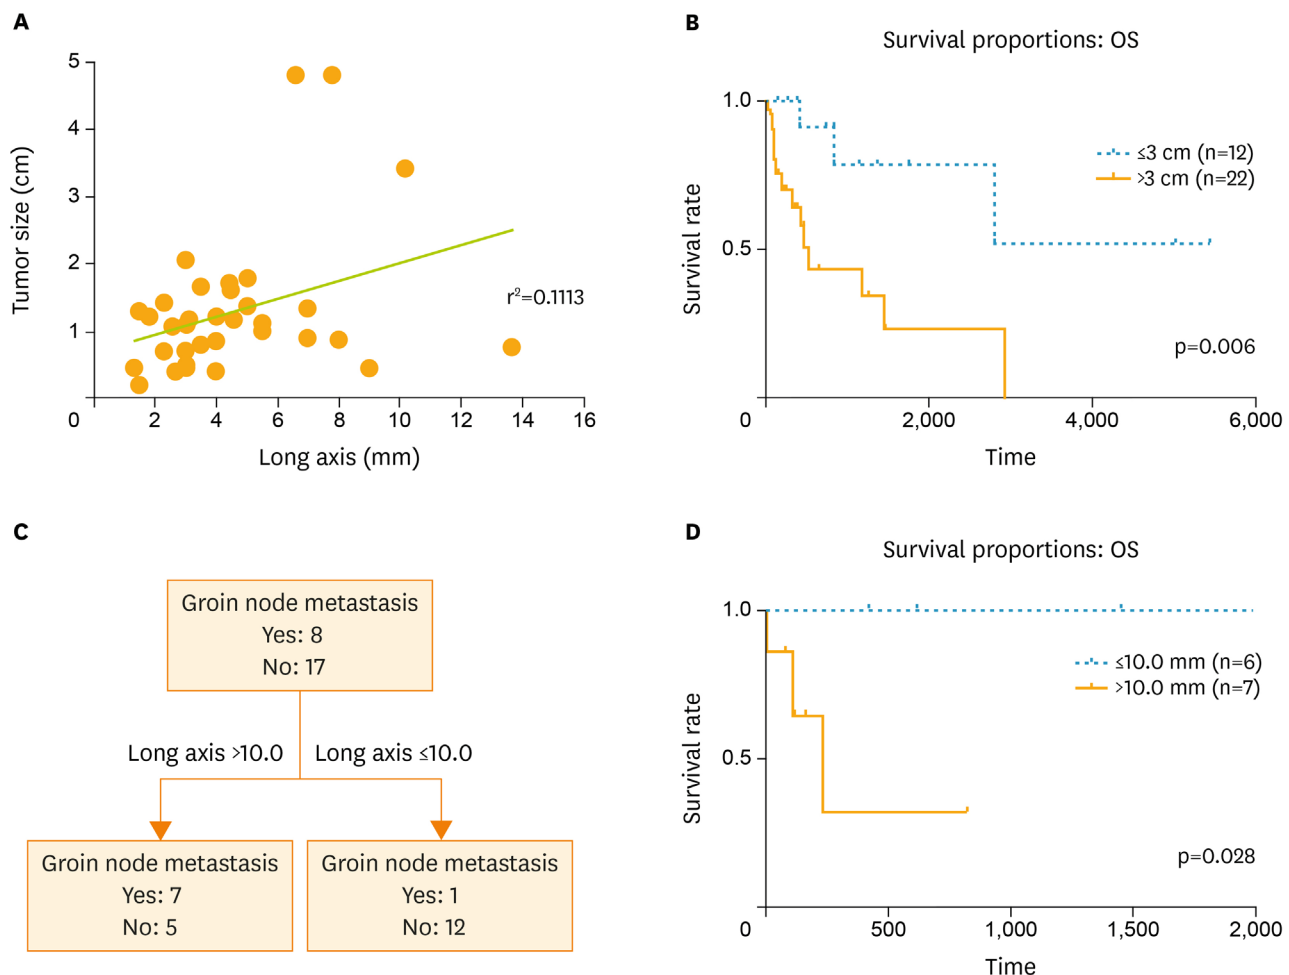 A
5
4
3
2
1
0
2
4
6
8
10
12
14
16
Tumor size (cm)
Long axis (mm)
r²=0.1113
B
Survival proportions: OS
1.0
0.5
0
2,000
4,000
6,000
Survival rate
Time
≤3 cm (n=12)
>3 cm (n=22)
p=0.006
C
Groin node metastasis
Yes: 8
No: 17
Long axis >10.0
Long axis ≤10.0
Groin node metastasis
Yes: 7
No: 5
Groin node metastasis
Yes: 1
No: 12
D
Survival proportions: OS
1.0
0.5
0
500
1,000
1,500
2,000
Survival rate
Time
≤10.0 mm (n=6)
>10.0 mm (n=7)
p=0.028